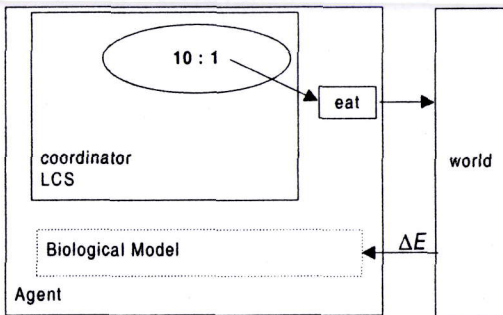 10 : 1
eat
coordinator
LCS
world
Biological Model
ΔE
Agent